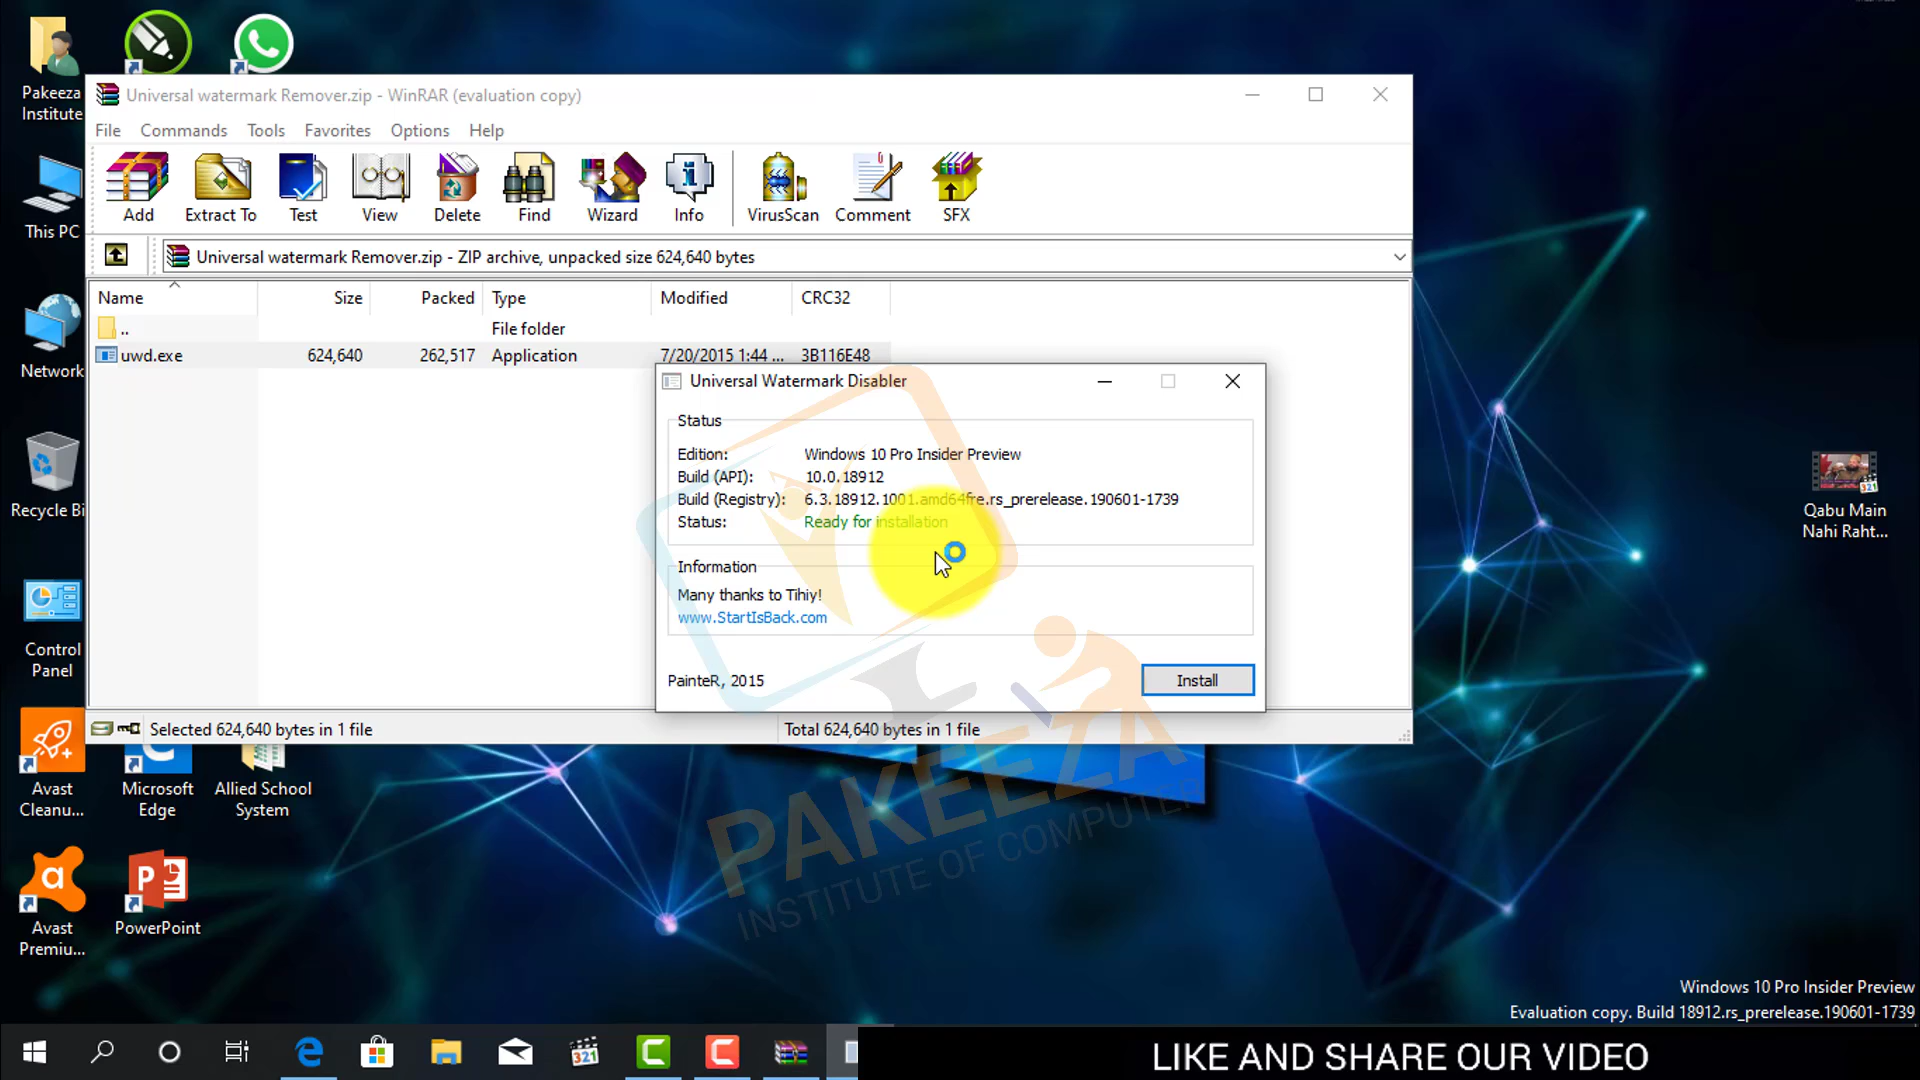 Pakeeza
Institute
This PC
Network
Recycle Bi
Control
Panel
Avast
Cleanu...
Microsoft
Edge
Allied School
System
Avast
Premiu...
PowerPoint
Universal watermark Remover.zip - WinRAR (evaluation copy)
File Commands Tools Favorites Options Help
Add Extract To Test View Delete Find Wizard Info VirusScan Comment SFX
Universal watermark Remover.zip - ZIP archive, unpacked size 624,640 bytes
Name Size Packed Type Modified CRC32
.. File folder
uwd.exe 624,640 262,517 Application 7/20/2015 1:44 ... 3B116E48
Universal Watermark Disabler
Status
Edition: Windows 10 Pro Insider Preview
Build (API): 10.0.18912
Build (Registry): 6.3.18912.1001.amd64fre.rs_prerelease.190601-1739
Status: Ready for installation
Information
Many thanks to Tihiy!
www.StartIsBack.com
PainteR, 2015
Install
Selected 624,640 bytes in 1 file
Total 624,640 bytes in 1 file
PAKEEZA
INSTITUTE OF COMPUTER
Qabu Main
Nahi Raht...
321
Windows 10 Pro Insider Preview
Evaluation copy. Build 18912.rs_prerelease.190601-1739
321
LIKE AND SHARE OUR VIDEO